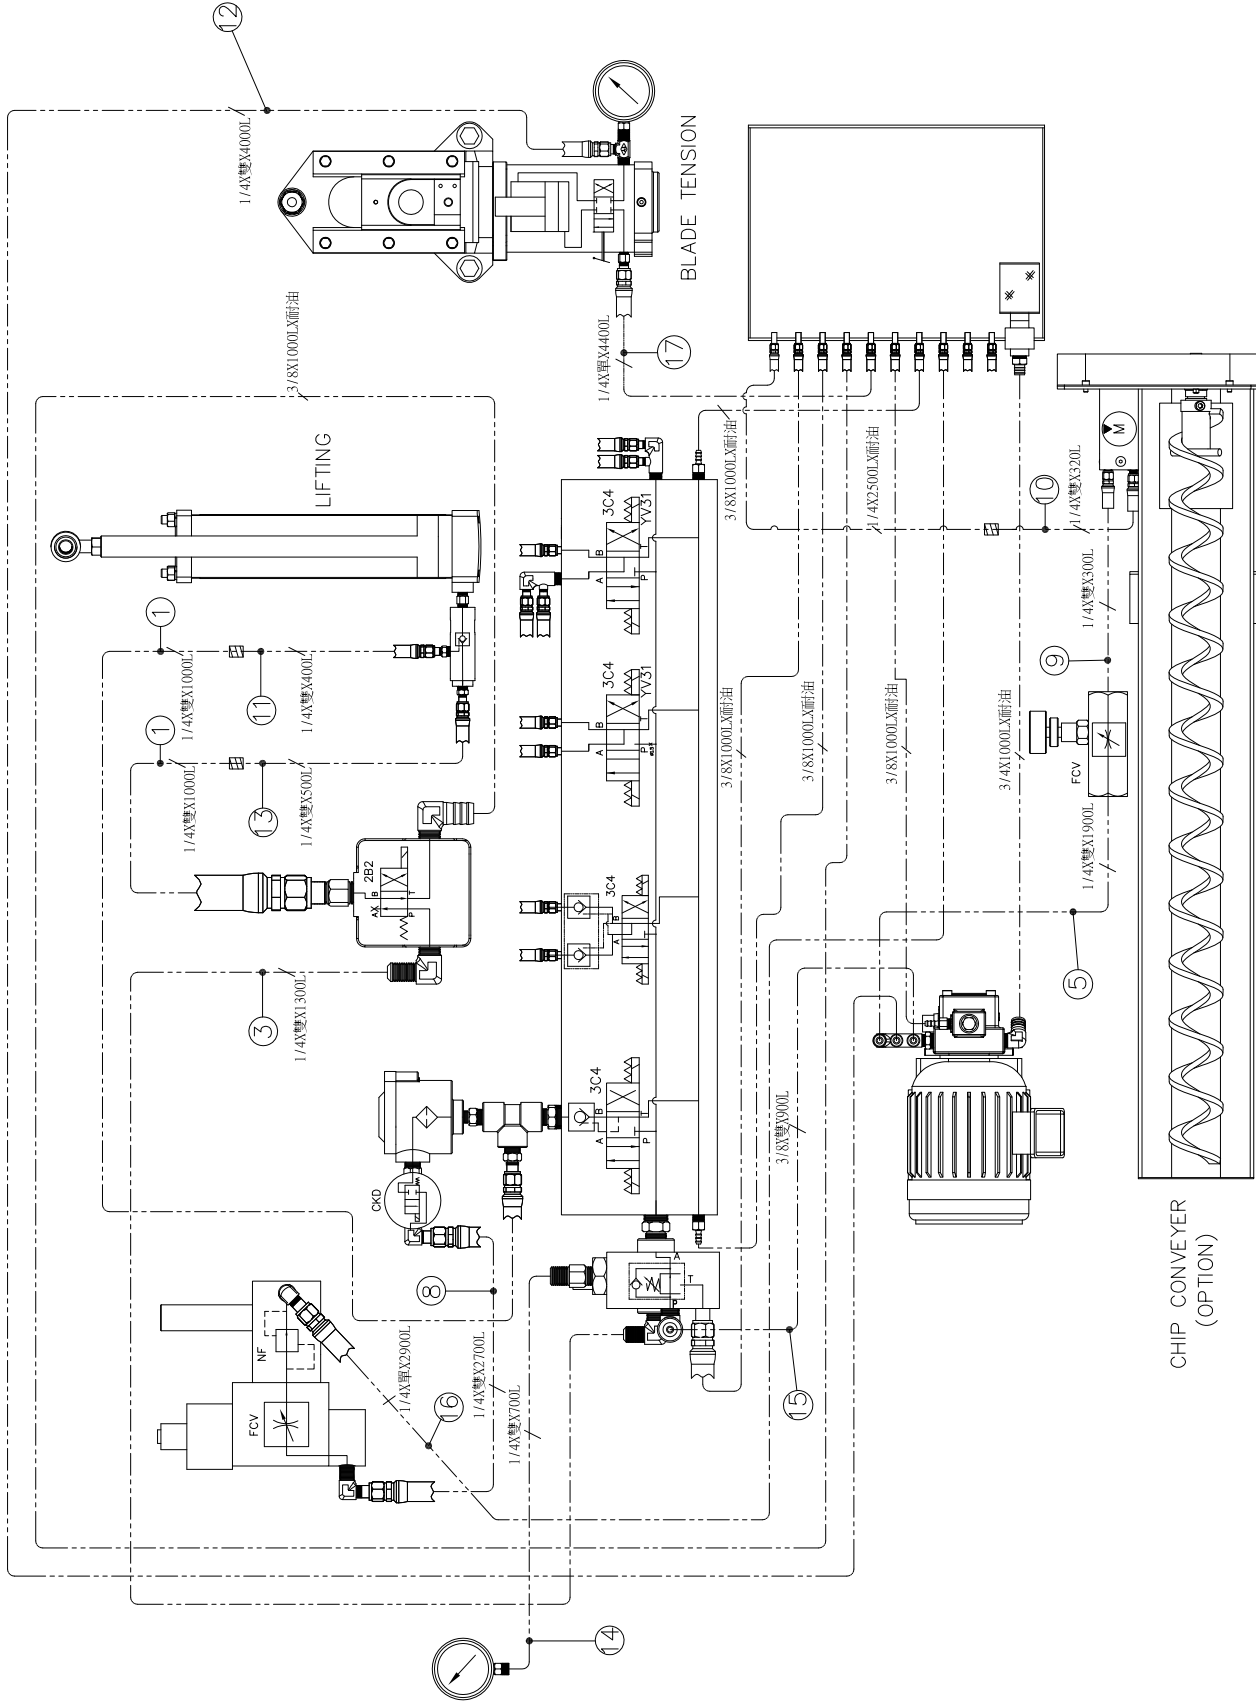 12
1/4X雙X4000L
BLADE TENSION
3/8X1000LX耐油
1/4X單X4400L
17
LIFTING
1
1/4X雙X1000L
11
1/4X雙X400L
1
1/4X雙X1000L
13
1/4X雙X500L
3/8X1000LX耐油
1/4X2500LX耐油
10
1/4X雙X320L
M
1/4X雙X300L
9
FCV
1/4X雙X1900L
5
3C4
YV31
A
B
P
T
3C4
YV31
A
B
P
T
3C4
A
B
3C4
A
B
P
3/8X1000LX耐油
3/8X1000LX耐油
3/8X1000LX耐油
3/4X1000LX耐油
2B2
AX
B
P
T
3
1/4X雙X1300L
CKD
8
NF
FCV
1/4X單X2900L
16
1/4X雙X2700L
1/4X雙X700L
A
T
P
3/8X雙X900L
15
14
CHIP CONVEYER
(OPTION)